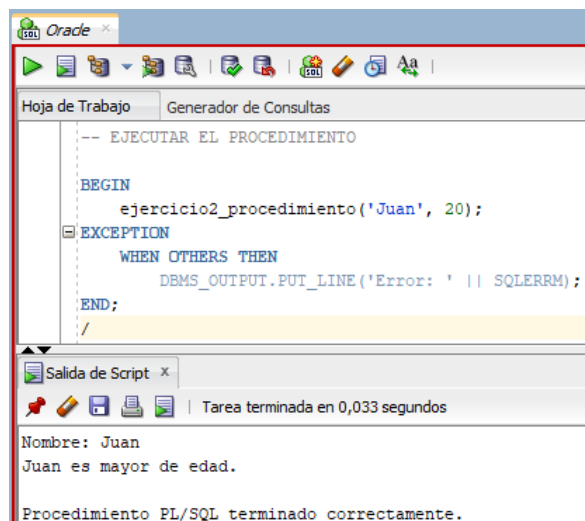 Oracle
SQL
Hoja de Trabajo Generador de Consultas
-- EJECUTAR EL PROCEDIMIENTO
BEGIN
ejercicio2_procedimiento('Juan', 20);
EXCEPTION
WHEN OTHERS THEN
DBMS_OUTPUT.PUT_LINE('Error: ' || SQLERRM);
END;
/
Salida de Script x
Tarea terminada en 0,033 segundos
Nombre: Juan
Juan es mayor de edad.
Procedimiento PL/SQL terminado correctamente.